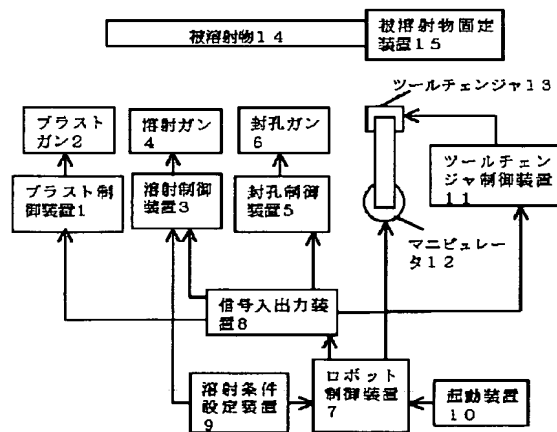 被溶射物14
被溶射物固定
装置15
ツールチェンジャ13
ブラスト
ガン2
溶射ガン
4
封孔ガン
6
ブラスト制
御装置1
溶射制御
装置3
封孔制御
装置5
ツールチェン
ジャ制御装置
11
マニピュレー
タ12
信号入出力装
置8
溶射条件
設定装置
9
ロボット
制御装置
7
起動装置
10